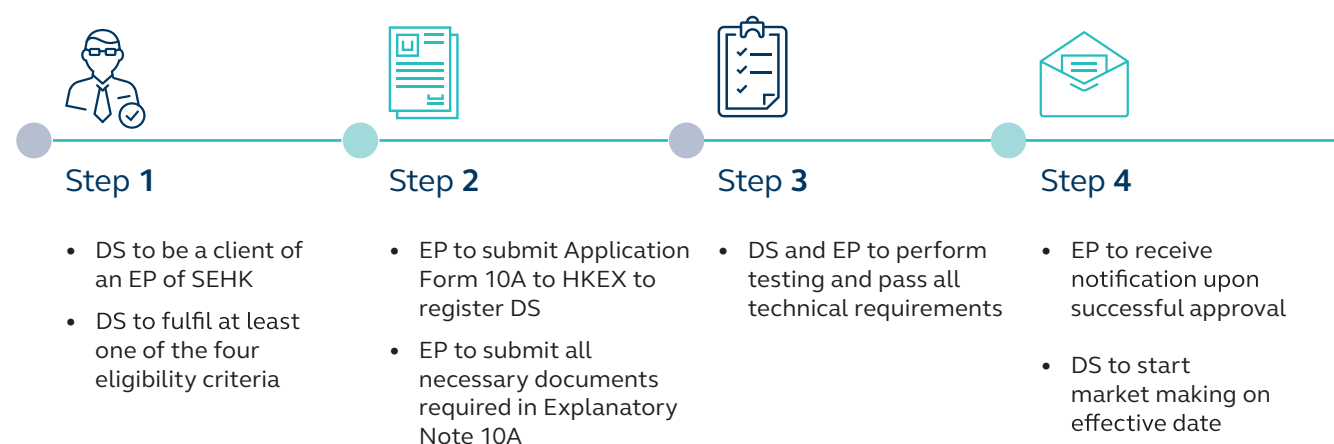 Step 1
• DS to be a client of
an EP of SEHK
• DS to fulfil at least
one of the four
eligibility criteria
Step 2
• EP to submit Application
Form 10A to HKEX to
register DS
• EP to submit all
necessary documents
required in Explanatory
Note 10A
Step 3
• DS and EP to perform
testing and pass all
technical requirements
Step 4
• EP to receive
notification upon
successful approval
• DS to start
market making on
effective date